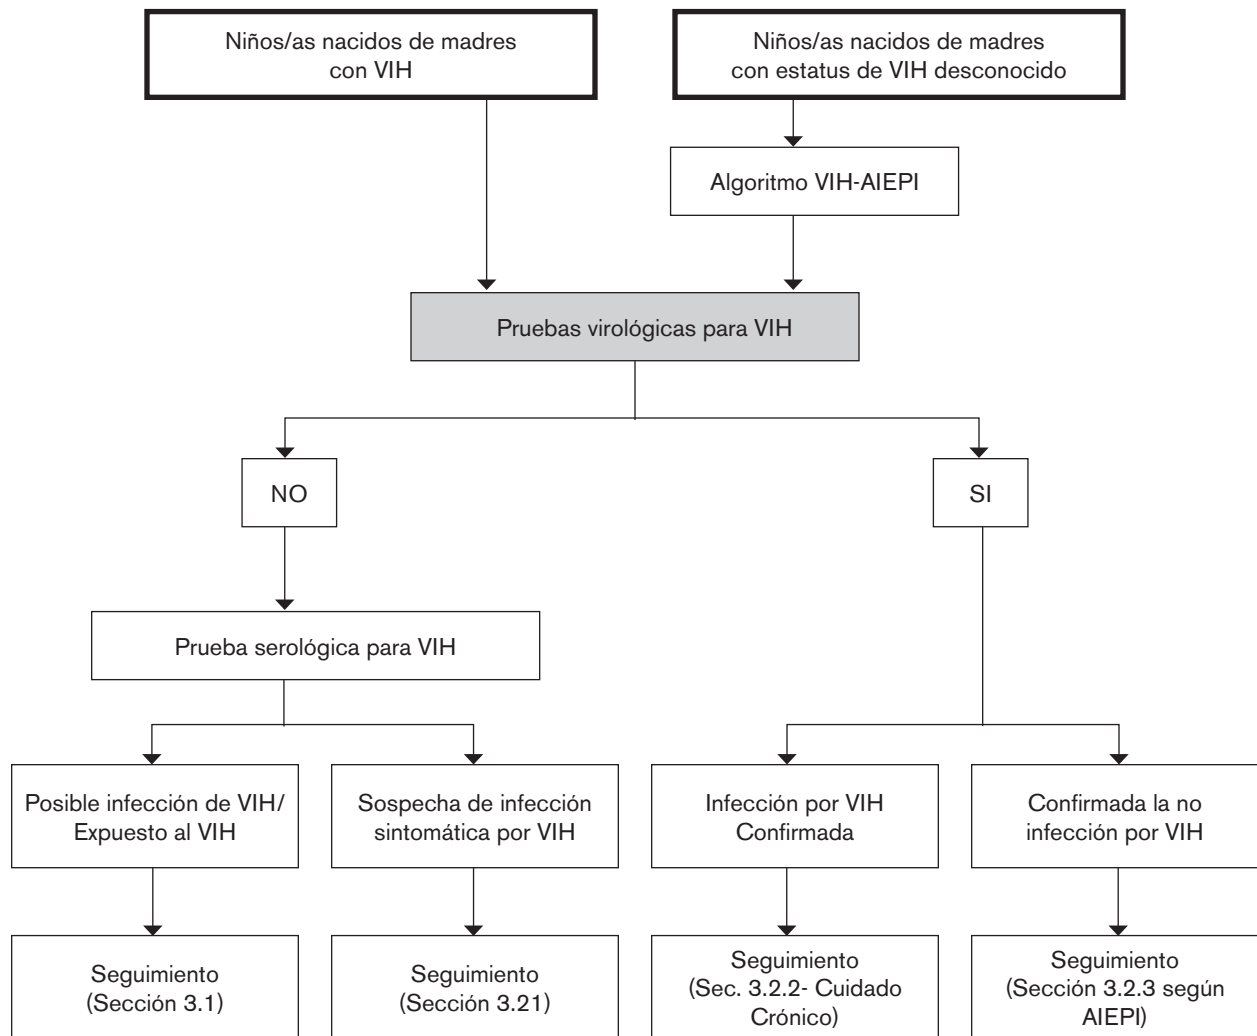 Niños/as nacidos de madres
con VIH
Niños/as nacidos de madres
con estatus de VIH desconocido
Algoritmo VIH-AIEPI
Pruebas virológicas para VIH
NO
SI
Prueba serológica para VIH
Posible infección de VIH/
Expuesto al VIH
Sospecha de infección
sintomática por VIH
Infección por VIH
Confirmada
Confirmada la no
infección por VIH
Seguimiento
(Sección 3.1)
Seguimiento
(Sección 3.21)
Seguimiento
(Sec. 3.2.2- Cuidado
Crónico)
Seguimiento
(Sección 3.2.3 según
AIEPI)